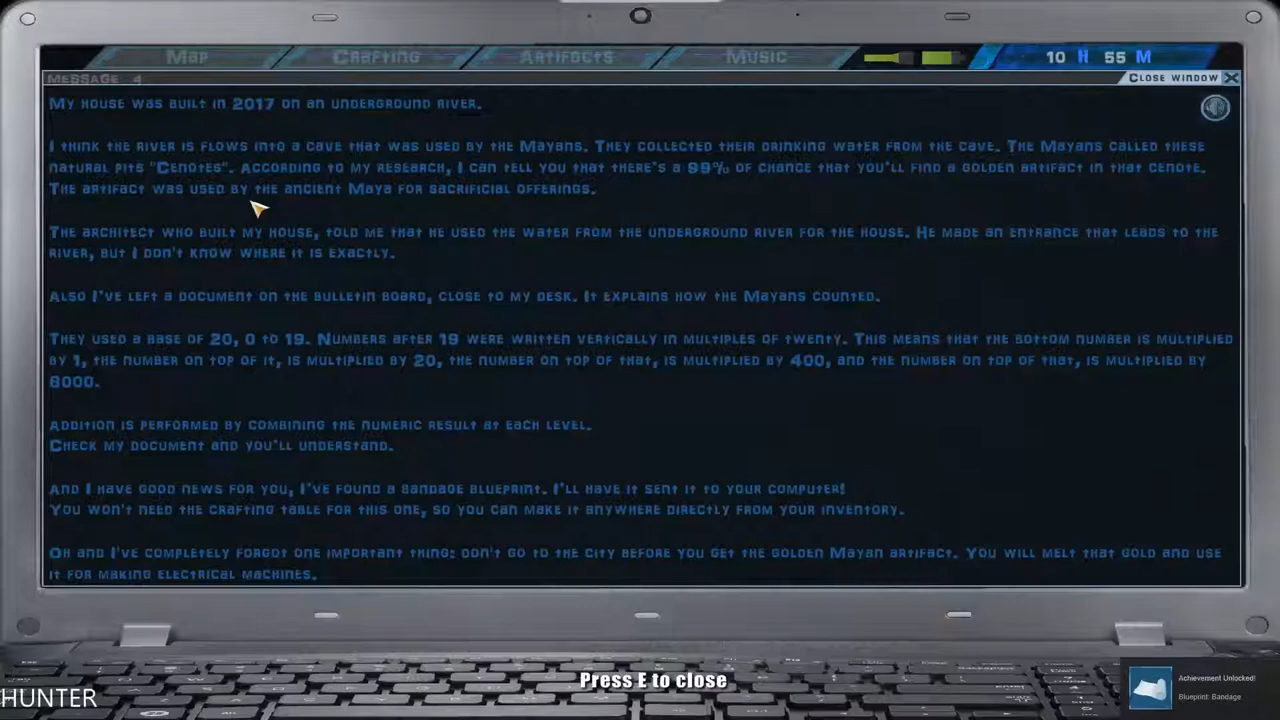 Map Crafting Artifacts Music 10 H 55 M
Message 4 Close window
My house was built in 2017 on an underground river.
I think the river is flows into a cave that was used by the Mayans. They collected their drinking water from the cave. The Mayans called these
natural pits "Cenotes". According to my research, I can tell you that there's a 99% of chance that you'll find a golden artifact in that cenote.
The artifact was used by the ancient Maya for sacrificial offerings.
The architect who built my house, told me that he used the water from the underground river for the house. He made an entrance that leads to the
river, but I don't know where it is exactly.
Also I've left a document on the bulletin board, close to my desk. It explains how the Mayans counted.
They used a base of 20, 0 to 19. Numbers after 19 were written vertically in multiples of twenty. This means that the bottom number is multiplied
by 1, the number on top of it, is multiplied by 20, the number on top of that, is multiplied by 400, and the number on top of that, is multiplied by
8000.
Addition is performed by combining the numeric result at each level.
Check my document and you'll understand.
And I have good news for you, I've found a bandage blueprint. I'll have it sent it to your computer!
You won't need the crafting table for this one, so you can make it anywhere directly from your inventory.
Oh and I've completely forgot one important thing: don't go to the city before you get the golden Mayan artifact. You will melt that gold and use
it for making electrical machines.
Press E to close
HUNTER
Achievement Unlocked!
Blueprint: Bandage